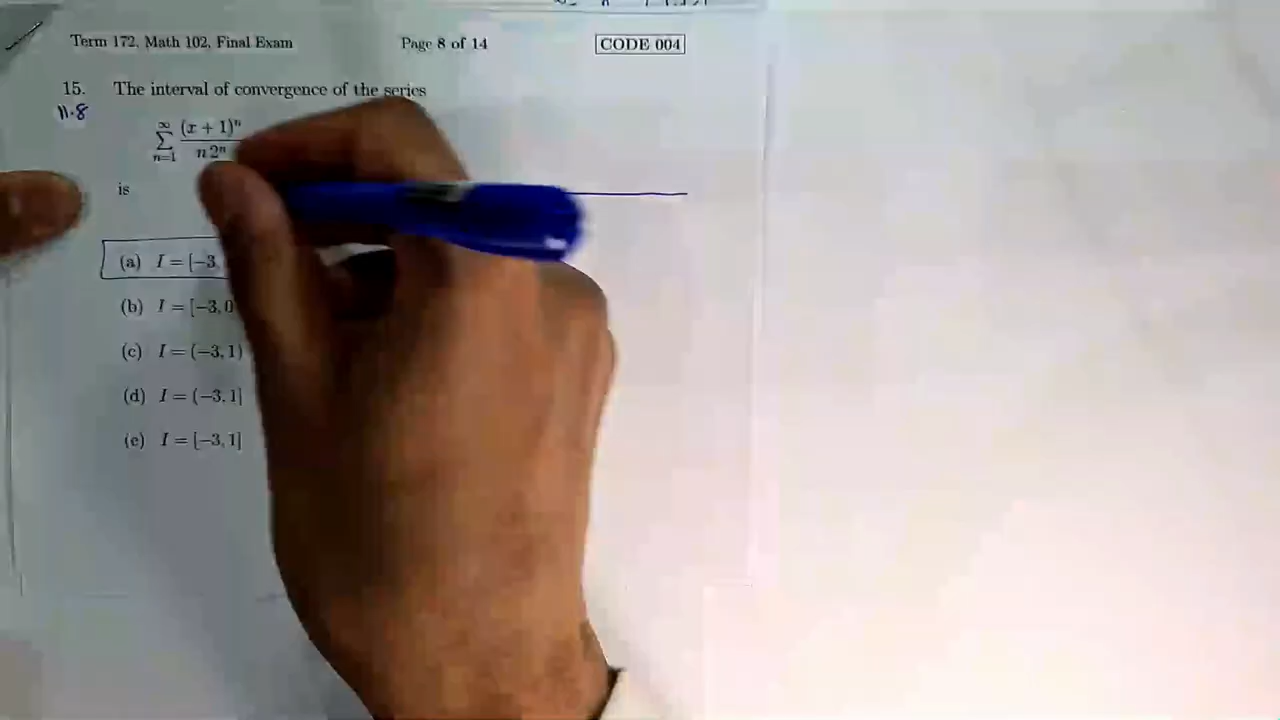 Term 172, Math 102, Final Exam Page 8 of 14 CODE 004
15. The interval of convergence of the series
11.8
∞
Σ (x + 1)ⁿ
n=1 n 2ⁿ
is
(a) I = [−3,
(b) I = [−3, 0
(c) I = (−3, 1)
(d) I = (−3, 1]
(e) I = [−3, 1]